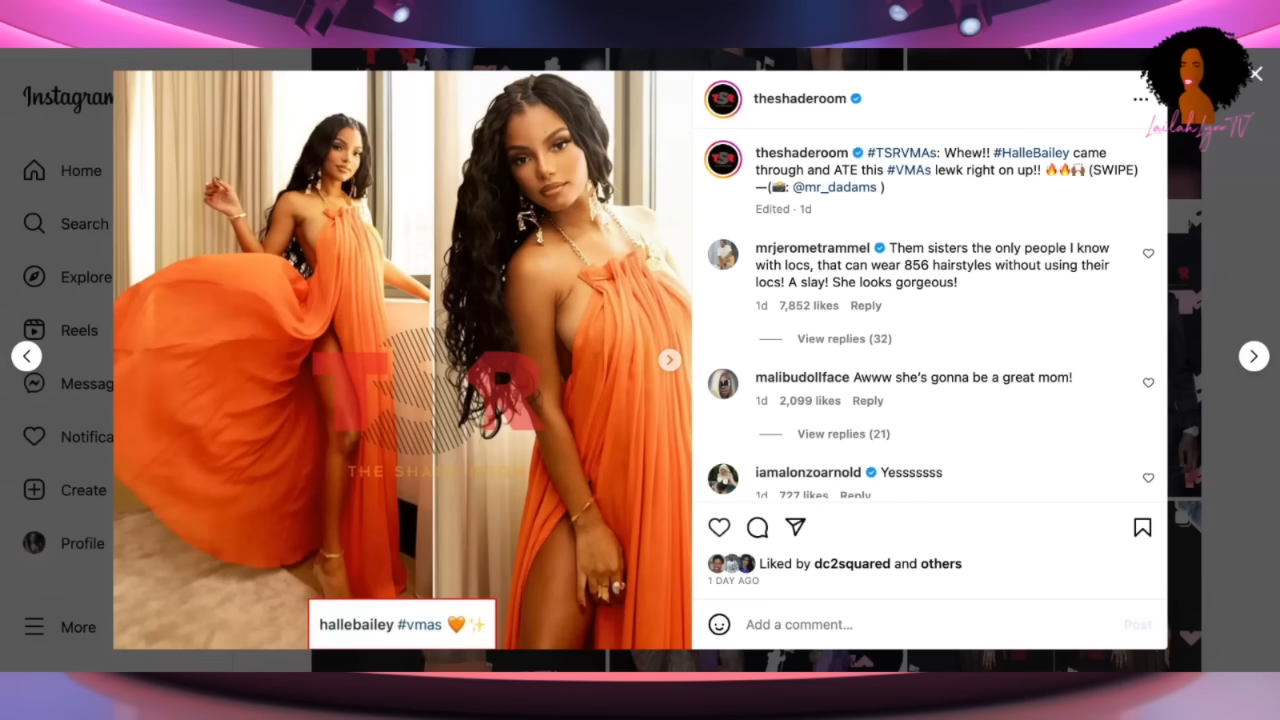 Instagram
Home
Search
Explore
Reels
Messag
Notifica
Create
Profile
More
TSR
THE SHA
hallebailey #vmas 🧡✨
LailahLynnTV
theshaderoom
theshaderoom #TSRVMAs: Whew!! #HalleBailey came
through and ATE this #VMAs lewk right on up!! 🔥🔥🙌🏽 (SWIPE)
—(📸: @mr_dadams )
Edited · 1d
mrjerometrammel Them sisters the only people I know
with locs, that can wear 856 hairstyles without using their
locs! A slay! She looks gorgeous!
1d 7,852 likes Reply
View replies (32)
malibudollface Awww she's gonna be a great mom!
1d 2,099 likes Reply
View replies (21)
iamalonzoarnold Yesssssss
1d 727 likes Reply
Liked by dc2squared and others
1 DAY AGO
Add a comment...
Post